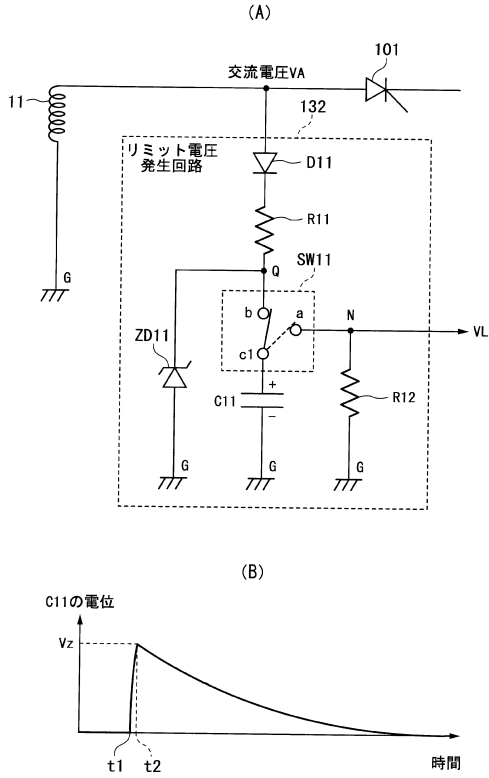 (A)
101
交流電圧VA
11
132
リミット電圧
発生回路
D11
R11
SW11
Q
G
b
a
N
VL
ZD11
c1
+
C11
−
R12
G
G
G
(B)
C11の電位
Vz
t1
t2
時間